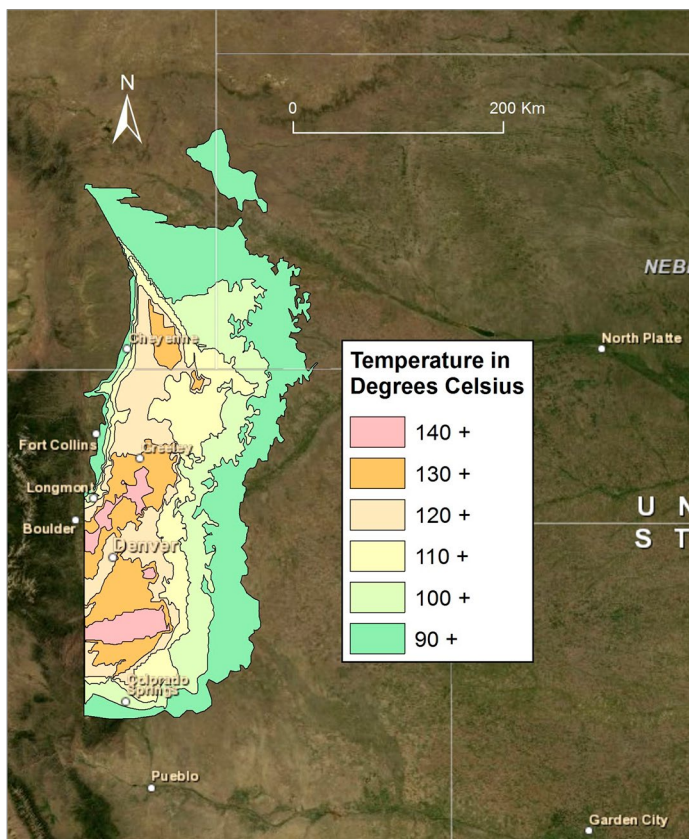 N
0
200 Km
NEB
Cheyenne
North Platte
Temperature in
Degrees Celsius
140 +
130 +
120 +
110 +
100 +
90 +
Fort Collins
Greeley
Longmont
Boulder
Denver
U N
S T
Colorado
Springs
Pueblo
Garden City